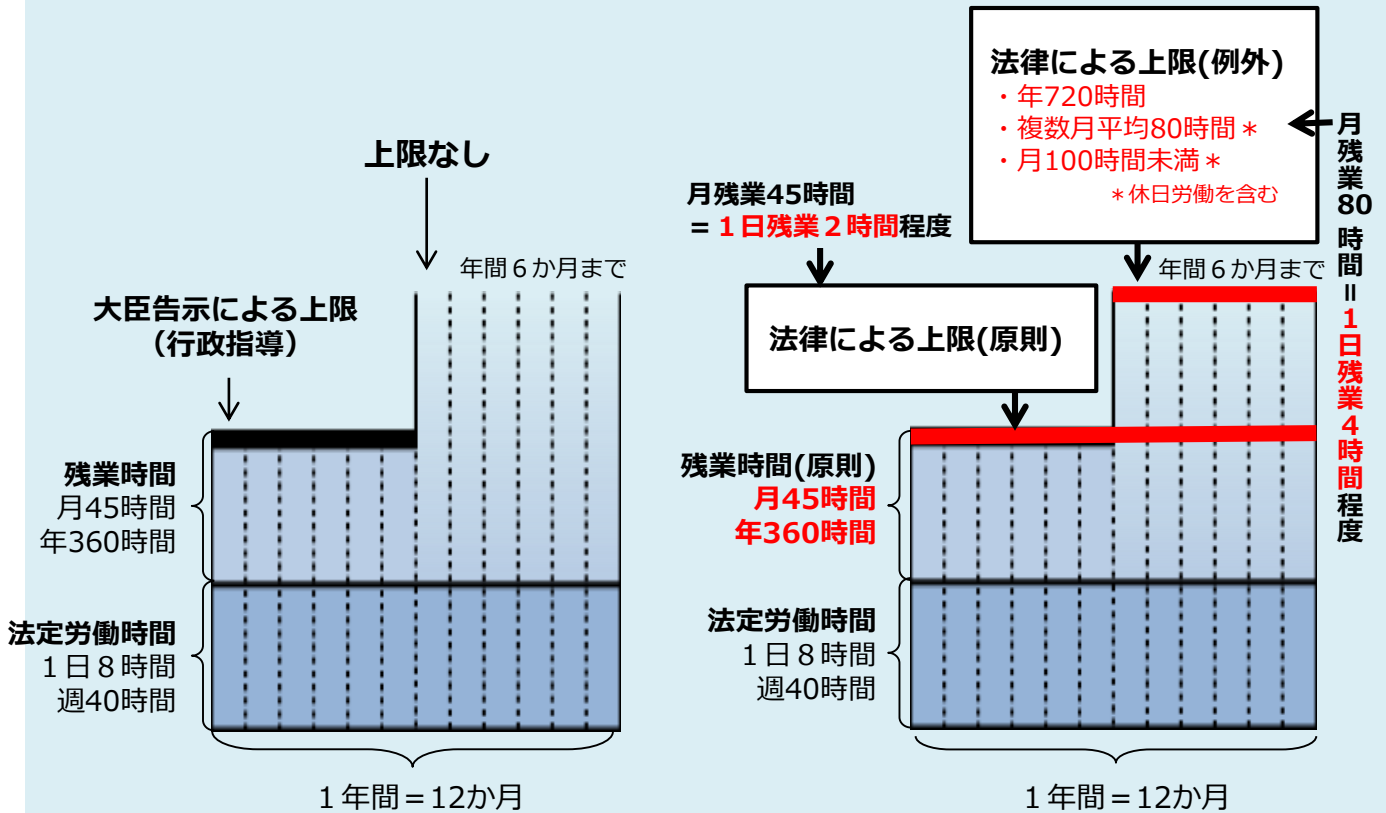 上限なし
年間６か月まで
大臣告示による上限
（行政指導）
残業時間
月45時間
年360時間
法定労働時間
１日８時間
週40時間
１年間＝12か月
法律による上限(例外)
・年720時間
・複数月平均80時間＊
・月100時間未満＊
＊休日労働を含む
月残業80時間＝１日残業４時間程度
月残業45時間
＝１日残業２時間程度
年間６か月まで
法律による上限(原則)
残業時間(原則)
月45時間
年360時間
法定労働時間
１日８時間
週40時間
１年間＝12か月